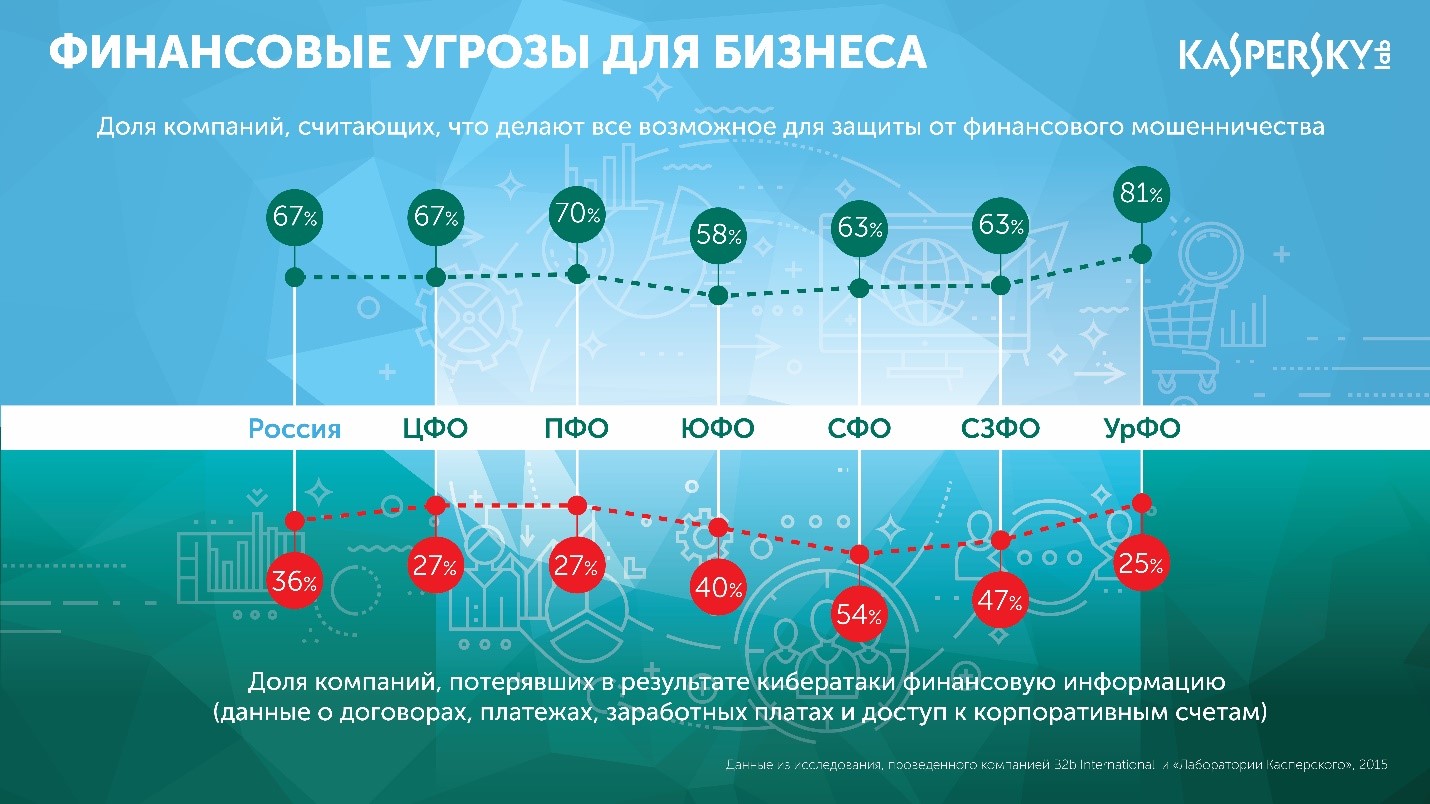 ФИНАНСОВЫЕ УГРОЗЫ ДЛЯ БИЗНЕСА
KASPERSKY lab
Доля компаний, считающих, что делают все возможное для защиты от финансового мошенничества
67% 67% 70% 58% 63% 63% 81%
Россия ЦФО ПФО ЮФО СФО СЗФО УрФО
36% 27% 27% 40% 54% 47% 25%
Доля компаний, потерявших в результате кибератаки финансовую информацию
(данные о договорах, платежах, заработных платах и доступ к корпоративным счетам)
Данные из исследования, проведенного компанией B2b International и «Лаборатории Касперского», 2015